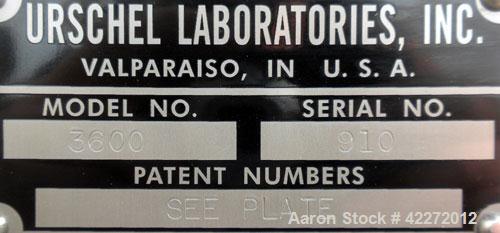 URSCHEL LABORATORIES, INC.
VALPARAISO, IN U. S. A.
MODEL NO. SERIAL NO.
3600 910
PATENT NUMBERS
SEE PLATE
Aaron Stock # 42272012